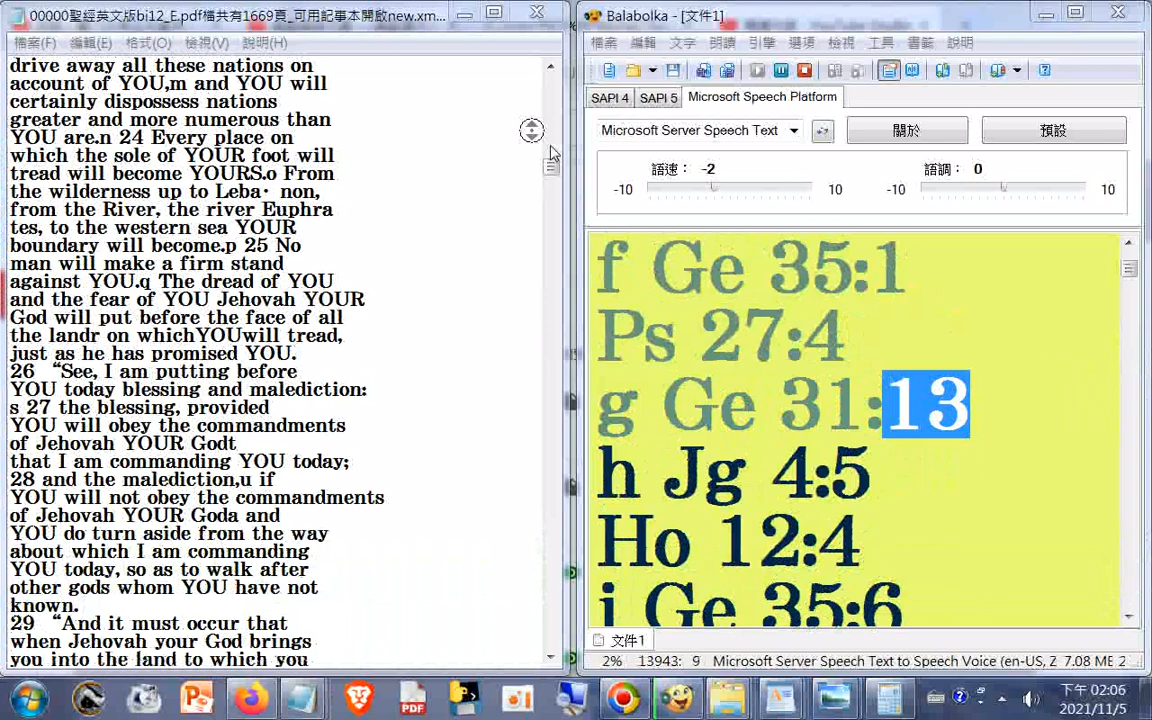 00000聖經英文版bi12_E.pdf檔共有1669頁_可用記事本開啟new.xm...
檔案(F) 編輯(E) 格式(O) 檢視(V) 說明(H)
drive away all these nations on
account of YOU,m and YOU will
certainly dispossess nations
greater and more numerous than
YOU are.n 24 Every place on
which the sole of YOUR foot will
tread will become YOURS.o From
the wilderness up to Leba· non,
from the River, the river Euphra
tes, to the western sea YOUR
boundary will become.p 25 No
man will make a firm stand
against YOU.q The dread of YOU
and the fear of YOU Jehovah YOUR
God will put before the face of all
the landr on whichYOUwill tread,
just as he has promised YOU.
26 “See, I am putting before
YOU today blessing and malediction:
s 27 the blessing, provided
YOU will obey the commandments
of Jehovah YOUR Godt
that I am commanding YOU today;
28 and the malediction,u if
YOU will not obey the commandments
of Jehovah YOUR Goda and
YOU do turn aside from the way
about which I am commanding
YOU today, so as to walk after
other gods whom YOU have not
known.
29 “And it must occur that
when Jehovah your God brings
you into the land to which you
Balabolka - [文件1]
檔案 編輯 文字 朗讀 引擎 選項 檢視 工具 書籤 說明
SAPI 4 SAPI 5 Microsoft Speech Platform
Microsoft Server Speech Text 關於 預設
語速： -2 語調： 0
-10 10 -10 10
f Ge 35:1
Ps 27:4
g Ge 31:13
h Jg 4:5
Ho 12:4
i Ge 35:6
文件1
2% 13943: 9 Microsoft Server Speech Text to Speech Voice (en-US, Z 7.08 ME 2
下午 02:06
2021/11/5